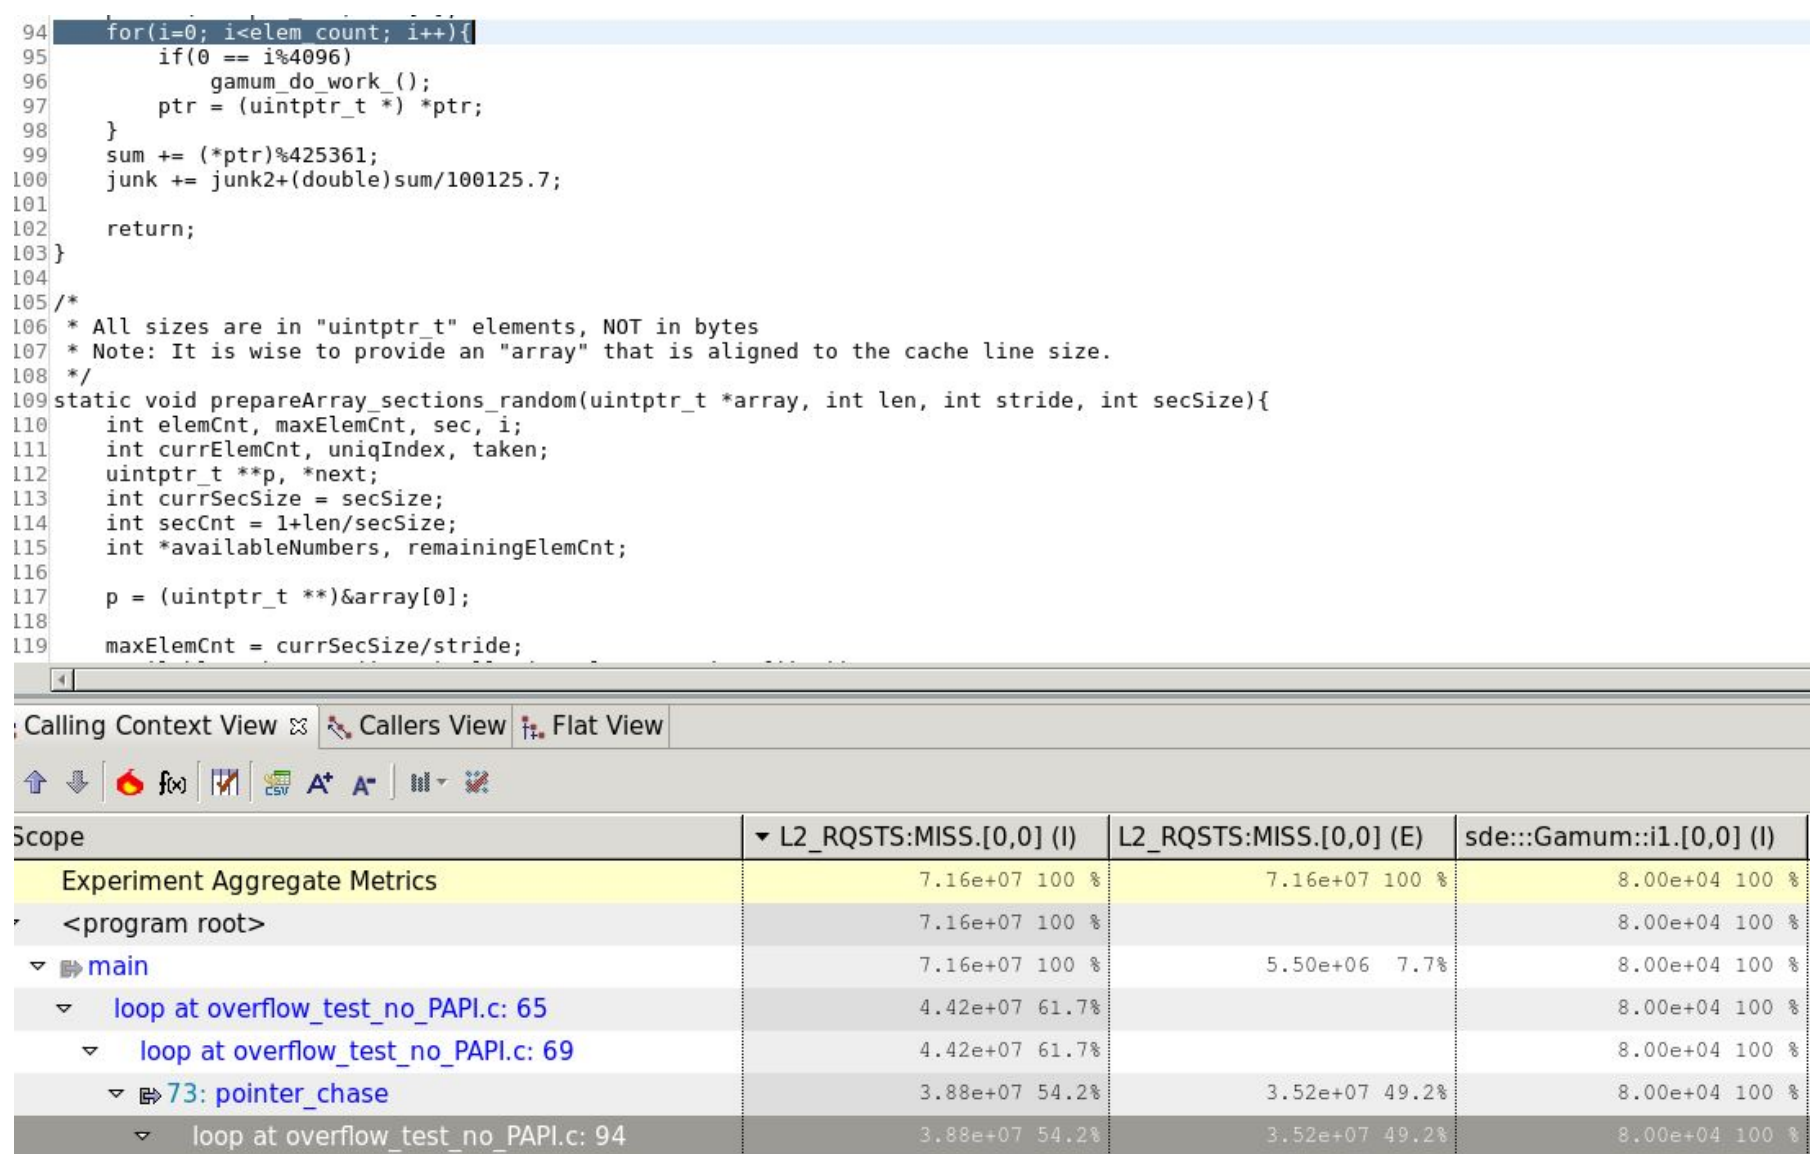 94 for(i=0; i<elem_count; i++){
95 if(0 == i%4096)
96 gamum_do_work_();
97 ptr = (uintptr_t *) *ptr;
98 }
99 sum += (*ptr)%425361;
100 junk += junk2+(double)sum/100125.7;
101
102 return;
103 }
104
105 /*
106 * All sizes are in "uintptr_t" elements, NOT in bytes
107 * Note: It is wise to provide an "array" that is aligned to the cache line size.
108 */
109 static void prepareArray_sections_random(uintptr_t *array, int len, int stride, int secSize){
110 int elemCnt, maxElemCnt, sec, i;
111 int currElemCnt, uniqIndex, taken;
112 uintptr_t **p, *next;
113 int currSecSize = secSize;
114 int secCnt = 1+len/secSize;
115 int *availableNumbers, remainingElemCnt;
116
117 p = (uintptr_t **)&array[0];
118
119 maxElemCnt = currSecSize/stride;
Calling Context View Callers View Flat View
f(x) CSV A+ A-
Scope L2_RQSTS:MISS.[0,0] (I) L2_RQSTS:MISS.[0,0] (E) sde:::Gamum::i1.[0,0] (I)
Experiment Aggregate Metrics 7.16e+07 100 % 7.16e+07 100 % 8.00e+04 100 %
<program root> 7.16e+07 100 % 8.00e+04 100 %
main 7.16e+07 100 % 5.50e+06 7.7% 8.00e+04 100 %
loop at overflow_test_no_PAPI.c: 65 4.42e+07 61.7% 8.00e+04 100 %
loop at overflow_test_no_PAPI.c: 69 4.42e+07 61.7% 8.00e+04 100 %
73: pointer_chase 3.88e+07 54.2% 3.52e+07 49.2% 8.00e+04 100 %
loop at overflow_test_no_PAPI.c: 94 3.88e+07 54.2% 3.52e+07 49.2% 8.00e+04 100 %